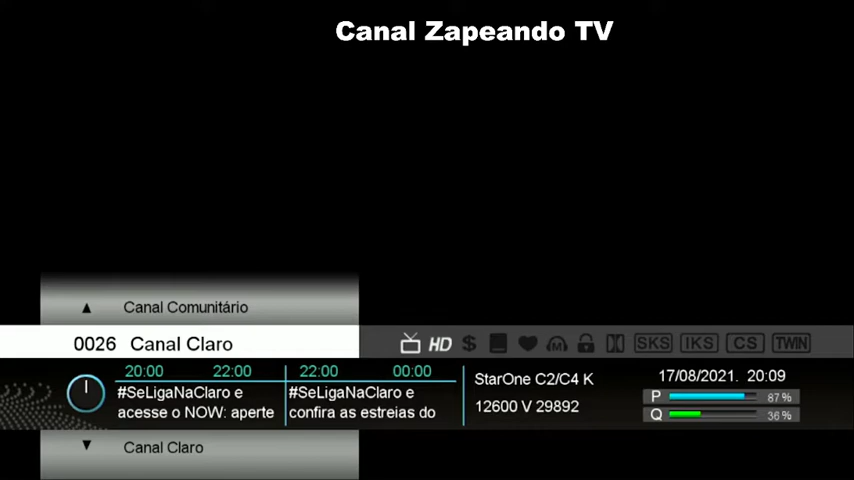 Canal Zapeando TV
▲ Canal Comunitário
0026 Canal Claro HD $ SKS IKS CS TWIN
20:00 22:00 22:00 00:00
#SeLigaNaClaro e
acesse o NOW: aperte
#SeLigaNaClaro e
confira as estreias do
StarOne C2/C4 K
12600 V 29892
17/08/2021. 20:09
P 87%
Q 36%
▼ Canal Claro